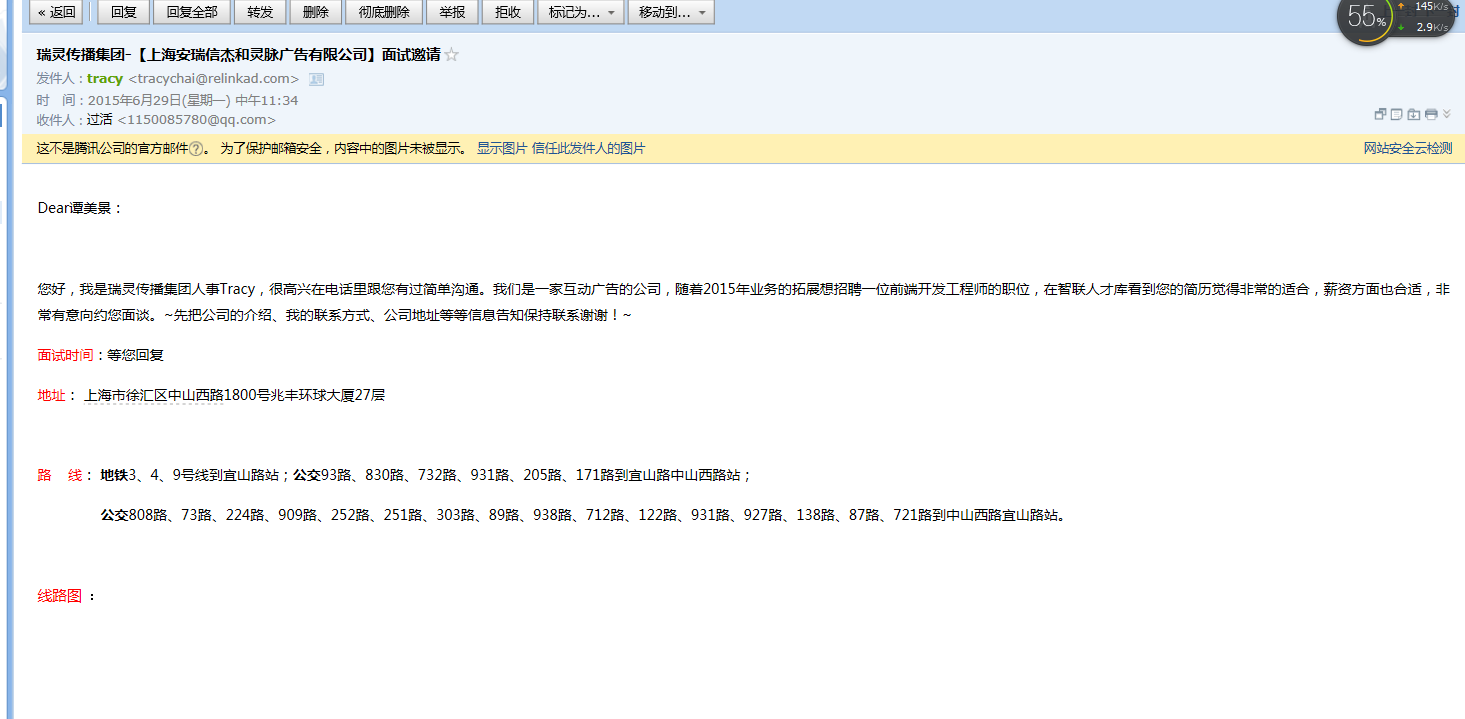 « 返回 回复 回复全部 转发 删除 彻底删除 举报 拒收 标记为... 移动到...
55% 145K/s
2.9K/s
瑞灵传播集团-【上海安瑞信杰和灵脉广告有限公司】面试邀请
发件人：tracy <tracychai@relinkad.com>
时 间：2015年6月29日(星期一) 中午11:34
收件人：过活 <1150085780@qq.com>
这不是腾讯公司的官方邮件?。 为了保护邮箱安全，内容中的图片未被显示。 显示图片 信任此发件人的图片 网站安全云检测
Dear谭美景：
您好，我是瑞灵传播集团人事Tracy，很高兴在电话里跟您有过简单沟通。我们是一家互动广告的公司，随着2015年业务的拓展想招聘一位前端开发工程师的职位，在智联人才库看到您的简历觉得非常的适合，薪资方面也合适，非
常有意向约您面谈。~先把公司的介绍、我的联系方式、公司地址等等信息告知保持联系谢谢！~
面试时间：等您回复
地址： 上海市徐汇区中山西路1800号兆丰环球大厦27层
路 线： 地铁3、4、9号线到宜山路站；公交93路、830路、732路、931路、205路、171路到宜山路中山西路站；
公交808路、73路、224路、909路、252路、251路、303路、89路、938路、712路、122路、931路、927路、138路、87路、721路到中山西路宜山路站。
线路图 ：